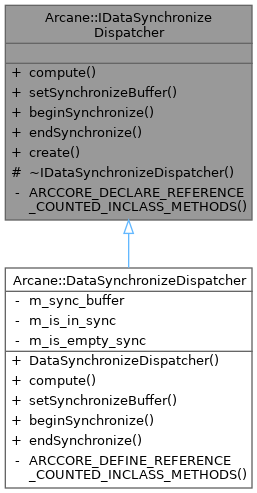 Arcane::IDataSynchronize
Dispatcher
+ compute()
+ setSynchronizeBuffer()
+ beginSynchronize()
+ endSynchronize()
+ create()
# ~IDataSynchronizeDispatcher()
- ARCCORE_DECLARE_REFERENCE
_COUNTED_INCLASS_METHODS()
Arcane::DataSynchronizeDispatcher
- m_sync_buffer
- m_is_in_sync
- m_is_empty_sync
+ DataSynchronizeDispatcher()
+ compute()
+ setSynchronizeBuffer()
+ beginSynchronize()
+ endSynchronize()
- ARCCORE_DEFINE_REFERENCE
_COUNTED_INCLASS_METHODS()